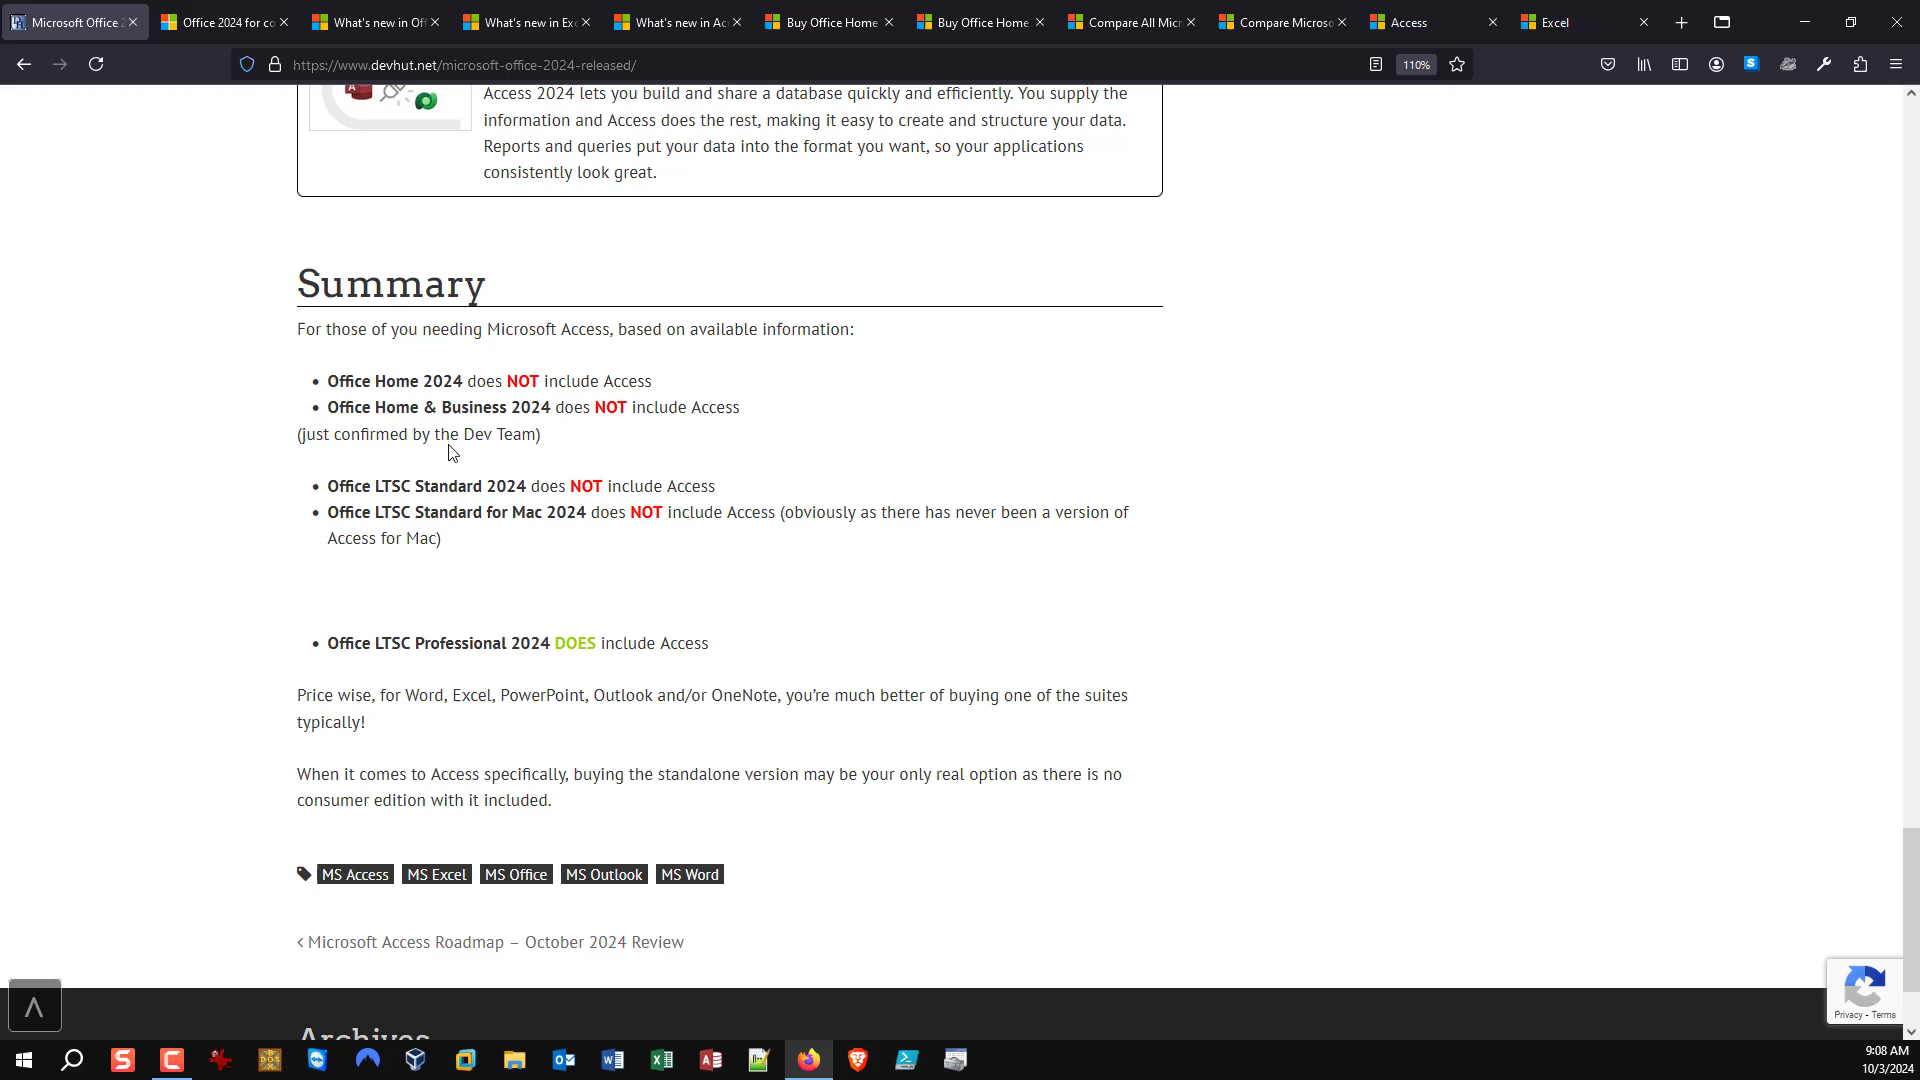 Microsoft Office 2
Office 2024 for co
What's new in Off
What's new in Exc
What's new in Ac
Buy Office Home
Buy Office Home
Compare All Micr
Compare Microso
Access
Excel
https://www.devhut.net/microsoft-office-2024-released/
110%
Access 2024 lets you build and share a database quickly and efficiently. You supply the
information and Access does the rest, making it easy to create and structure your data.
Reports and queries put your data into the format you want, so your applications
consistently look great.
Summary
For those of you needing Microsoft Access, based on available information:
• Office Home 2024 does NOT include Access
• Office Home & Business 2024 does NOT include Access
(just confirmed by the Dev Team)
• Office LTSC Standard 2024 does NOT include Access
• Office LTSC Standard for Mac 2024 does NOT include Access (obviously as there has never been a version of
Access for Mac)
• Office LTSC Professional 2024 DOES include Access
Price wise, for Word, Excel, PowerPoint, Outlook and/or OneNote, you’re much better of buying one of the suites
typically!
When it comes to Access specifically, buying the standalone version may be your only real option as there is no
consumer edition with it included.
MS Access
MS Excel
MS Office
MS Outlook
MS Word
‹ Microsoft Access Roadmap – October 2024 Review
Archives
Privacy - Terms
9:08 AM
10/3/2024